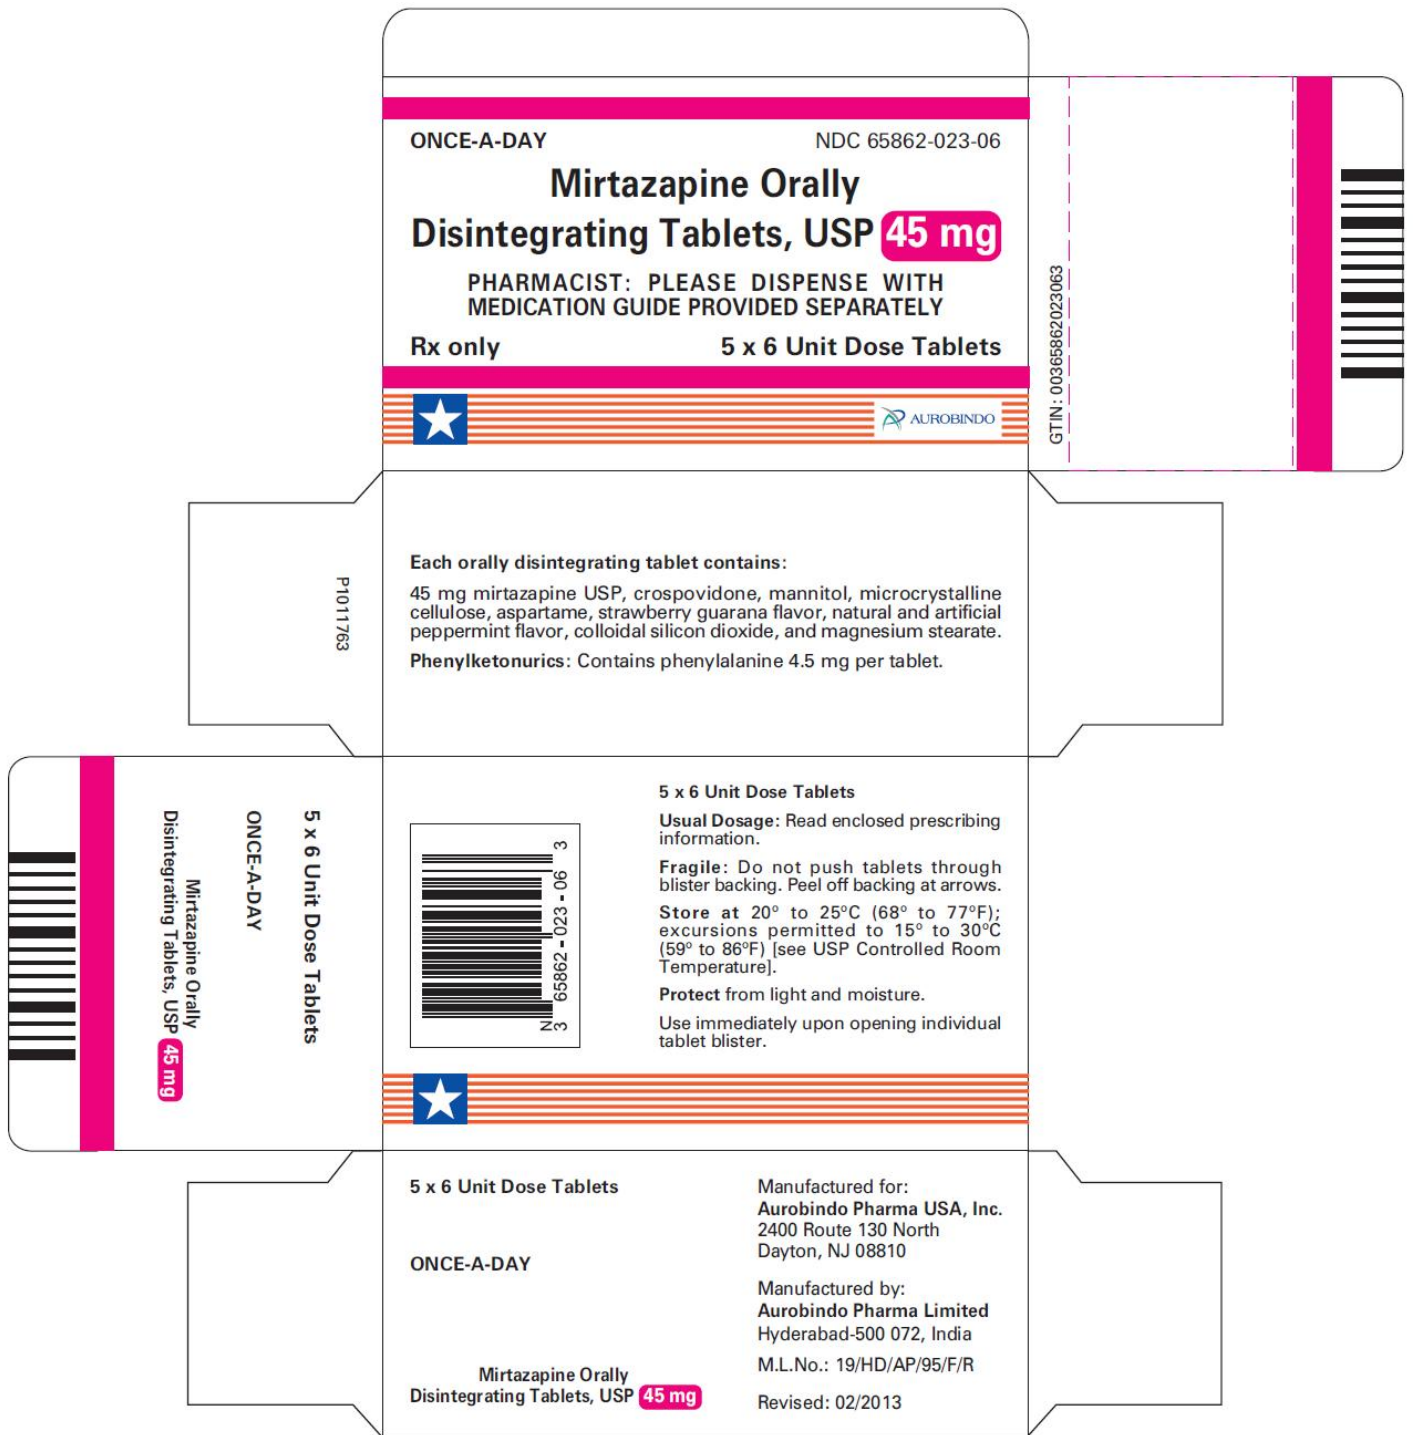 ONCE-A-DAY
NDC 65862-023-06
Mirtazapine Orally
Disintegrating Tablets, USP 45 mg
PHARMACIST: PLEASE DISPENSE WITH
MEDICATION GUIDE PROVIDED SEPARATELY
Rx only
5 x 6 Unit Dose Tablets
AUROBINDO
GTIN: 00365862023063
Each orally disintegrating tablet contains:
45 mg mirtazapine USP, crospovidone, mannitol, microcrystalline
cellulose, aspartame, strawberry guarana flavor, natural and artificial
peppermint flavor, colloidal silicon dioxide, and magnesium stearate.
Phenylketonurics: Contains phenylalanine 4.5 mg per tablet.
P1011763
5 x 6 Unit Dose Tablets
ONCE-A-DAY
Mirtazapine Orally
Disintegrating Tablets, USP 45 mg
N
3 65862-023-06 3
5 x 6 Unit Dose Tablets
Usual Dosage: Read enclosed prescribing
information.
Fragile: Do not push tablets through
blister backing. Peel off backing at arrows.
Store at 20º to 25ºC (68º to 77ºF);
excursions permitted to 15º to 30ºC
(59º to 86ºF) [see USP Controlled Room
Temperature].
Protect from light and moisture.
Use immediately upon opening individual
tablet blister.
5 x 6 Unit Dose Tablets
ONCE-A-DAY
Mirtazapine Orally
Disintegrating Tablets, USP 45 mg
Manufactured for:
Aurobindo Pharma USA, Inc.
2400 Route 130 North
Dayton, NJ 08810
Manufactured by:
Aurobindo Pharma Limited
Hyderabad-500 072, India
M.L.No.: 19/HD/AP/95/F/R
Revised: 02/2013